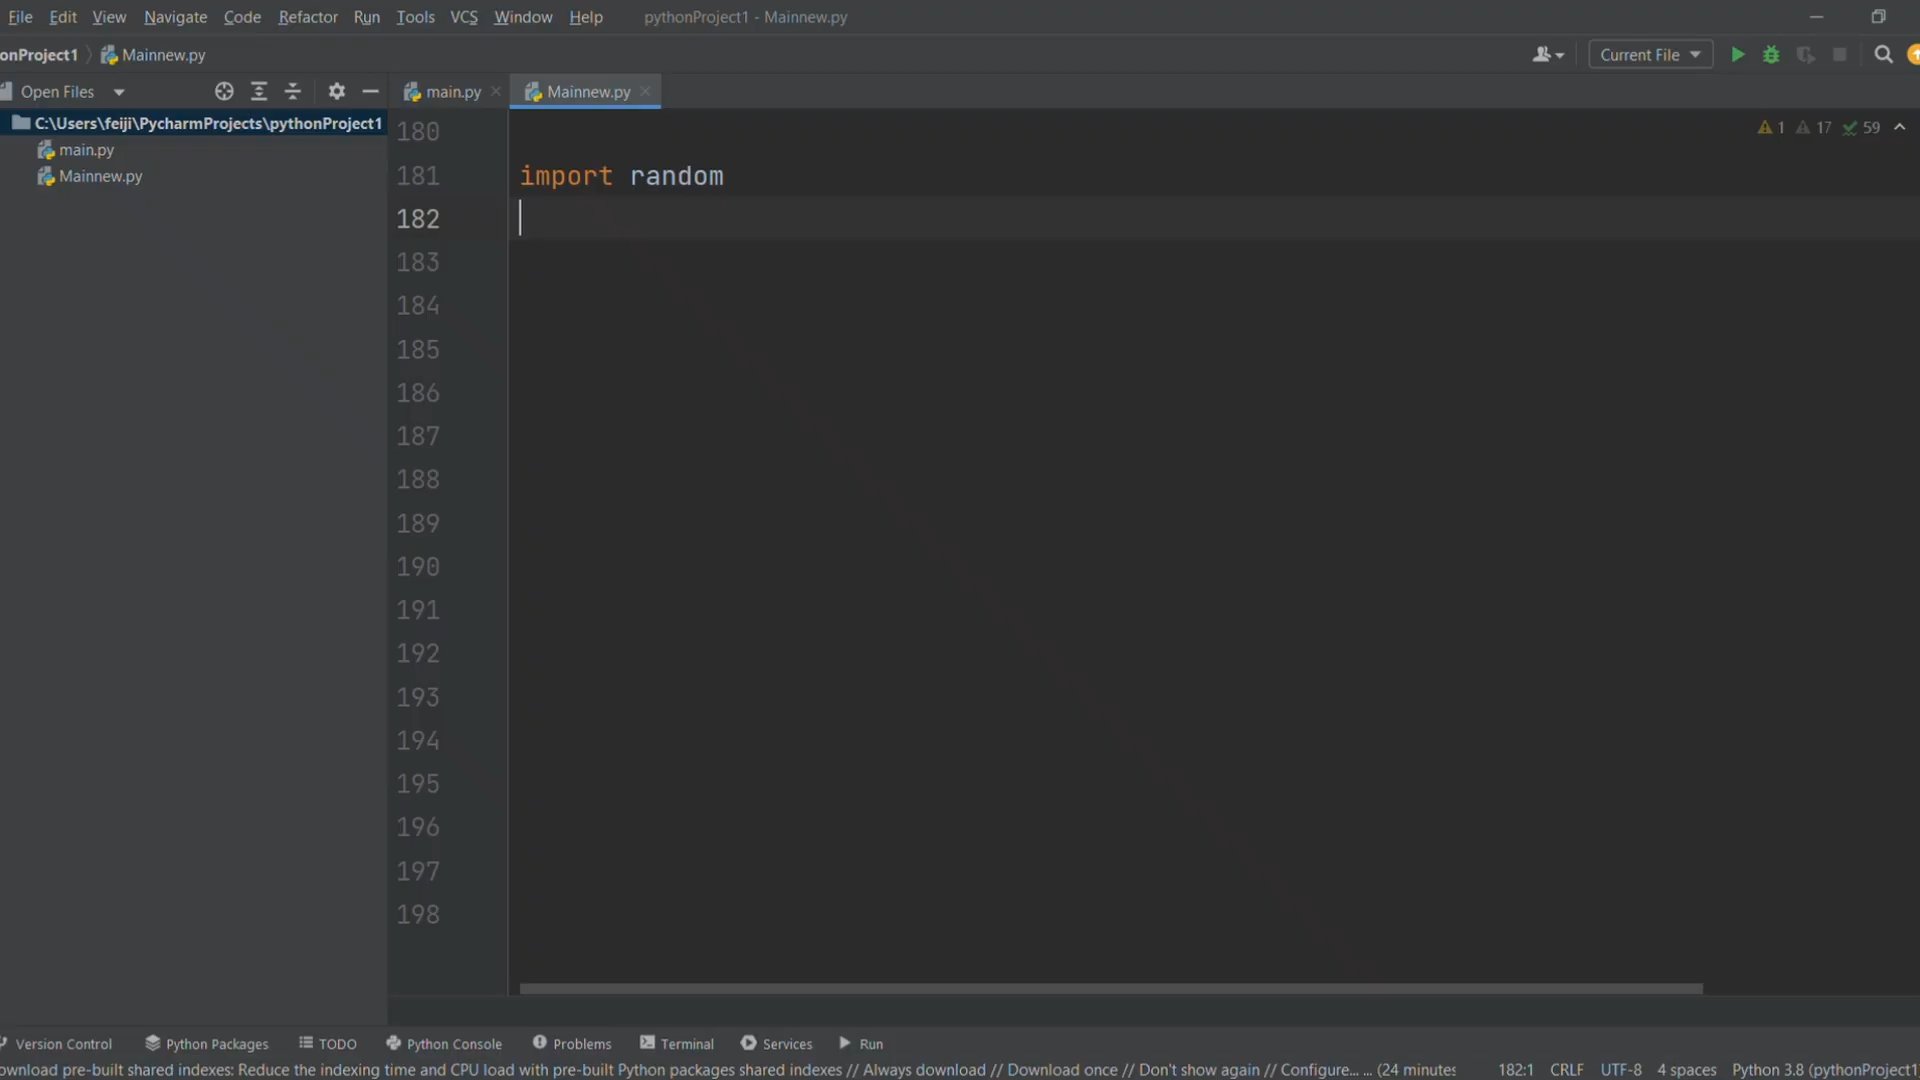 File Edit View Navigate Code Refactor Run Tools VCS Window Help pythonProject1 - Mainnew.py
onProject1 Mainnew.py Current File
Open Files main.py Mainnew.py
C:\Users\feiji\PycharmProjects\pythonProject1
main.py
Mainnew.py
1 17 59
180
181 import random
182
183
184
185
186
187
188
189
190
191
192
193
194
195
196
197
198
Version Control Python Packages TODO Python Console Problems Terminal Services Run
ownload pre-built shared indexes: Reduce the indexing time and CPU load with pre-built Python packages shared indexes // Always download // Download once // Don't show again // Configure... ... (24 minutes 182:1 CRLF UTF-8 4 spaces Python 3.8 (pythonProject1